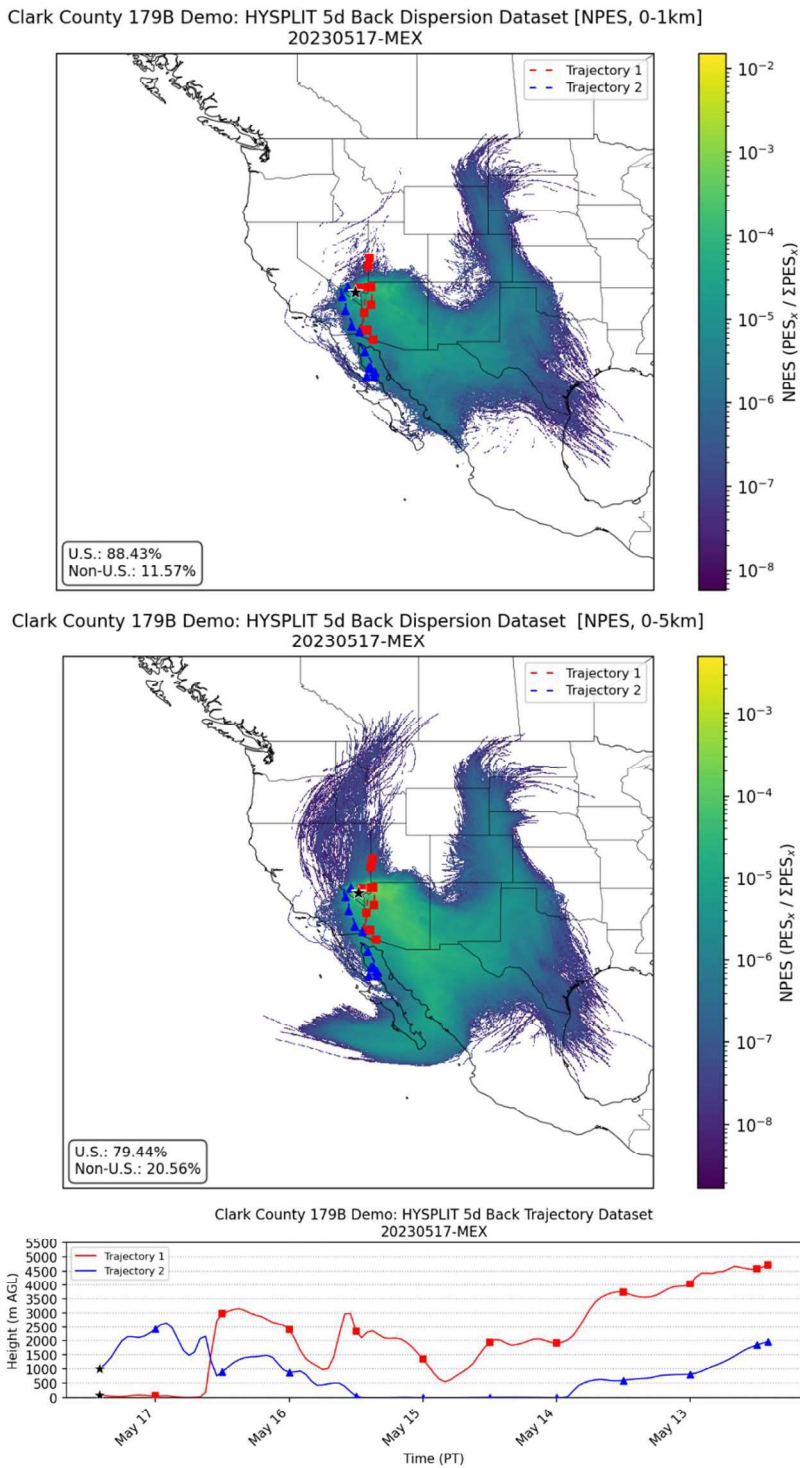 Clark County 179B Demo: HYSPLIT 5d Back Dispersion Dataset [NPES, 0-1km]
20230517-MEX
Trajectory 1
Trajectory 2
10⁻²
10⁻³
10⁻⁴
10⁻⁵
10⁻⁶
10⁻⁷
10⁻⁸
NPES (PESₓ / ΣPESₓ)
U.S.: 88.43%
Non-U.S.: 11.57%
Clark County 179B Demo: HYSPLIT 5d Back Dispersion Dataset [NPES, 0-5km]
20230517-MEX
Trajectory 1
Trajectory 2
10⁻³
10⁻⁴
10⁻⁵
10⁻⁶
10⁻⁷
10⁻⁸
NPES (PESₓ / ΣPESₓ)
U.S.: 79.44%
Non-U.S.: 20.56%
Clark County 179B Demo: HYSPLIT 5d Back Trajectory Dataset
20230517-MEX
Trajectory 1
Trajectory 2
Height (m AGL)
5500
5000
4500
4000
3500
3000
2500
2000
1500
1000
500
0
May 17
May 16
May 15
May 14
May 13
Time (PT)